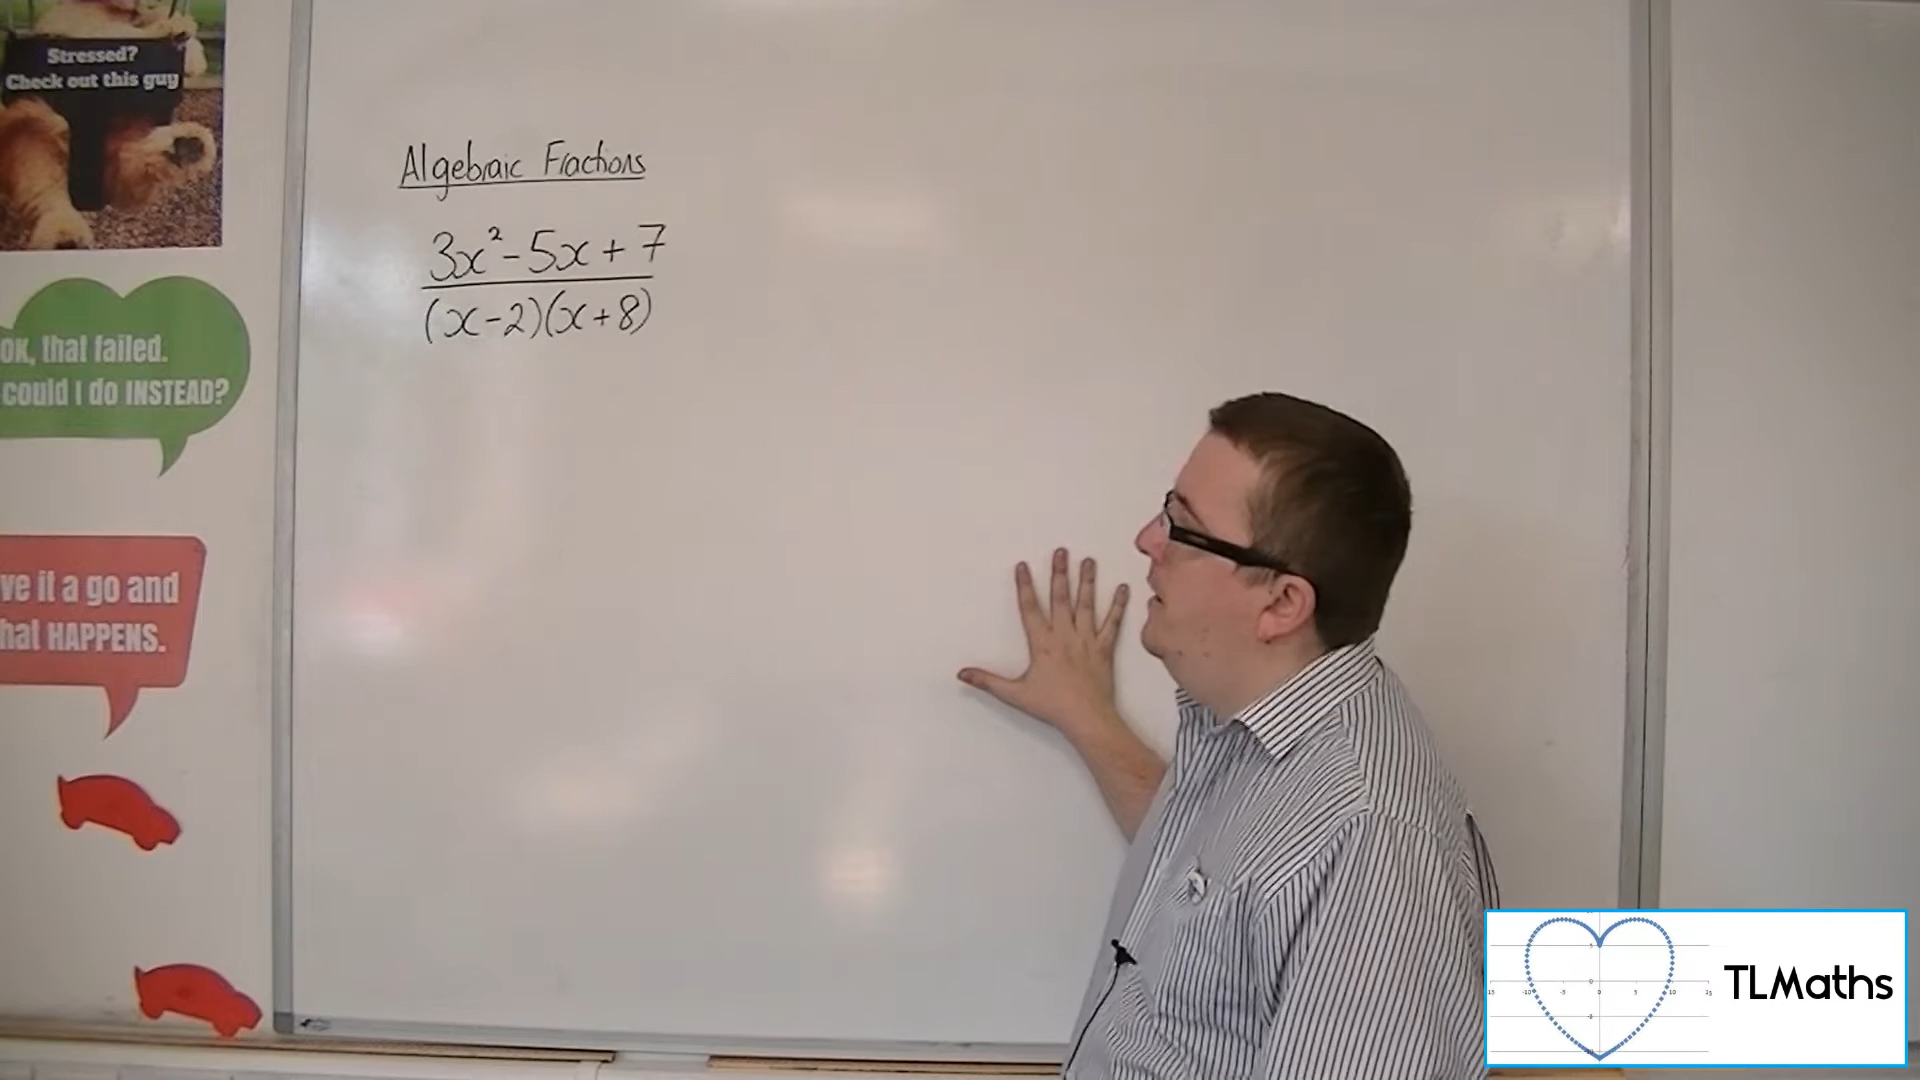 Stressed?
Check out this guy
Algebraic Fractions
3x² - 5x + 7
(x - 2)(x + 8)
OK, that failed.
could I do INSTEAD?
ve it a go and
hat HAPPENS.
TLMaths